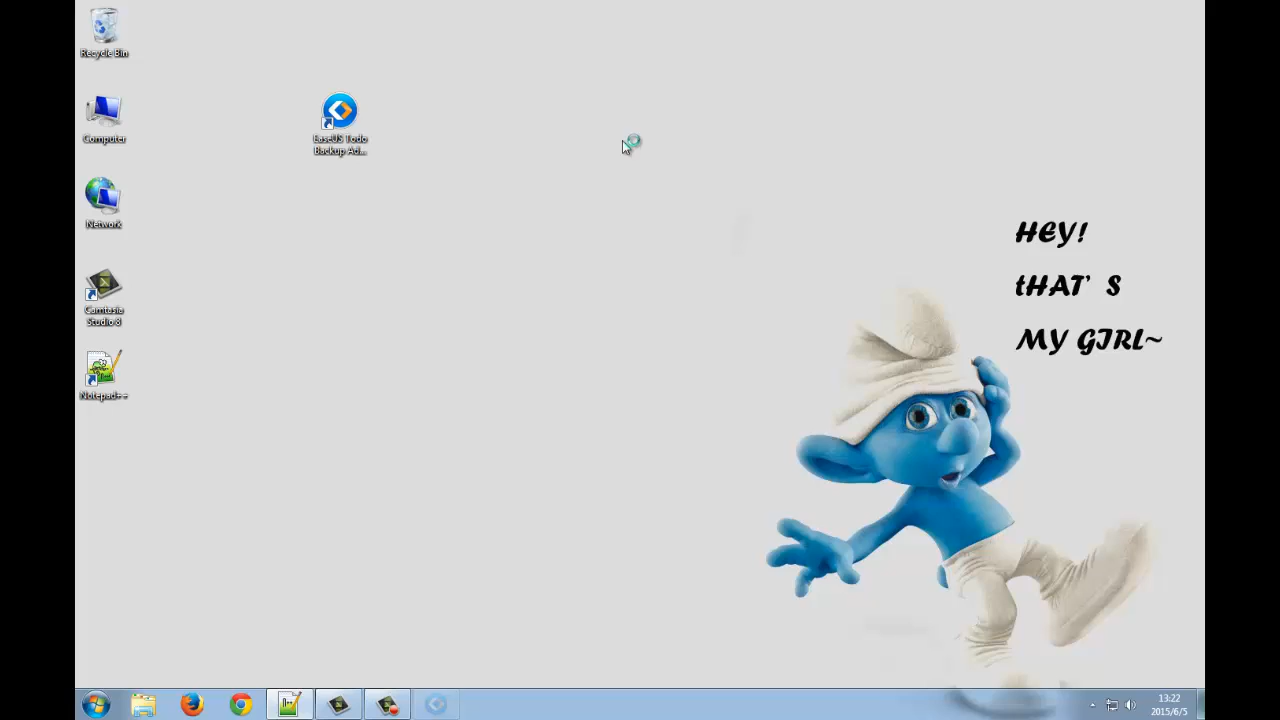 Recycle Bin
Computer
Network
Camtasia
Studio 8
Notepad++
EaseUS Todo
Backup Ad...
HEY!
tHAT' S
MY GIRL~
13:22
2015/6/5